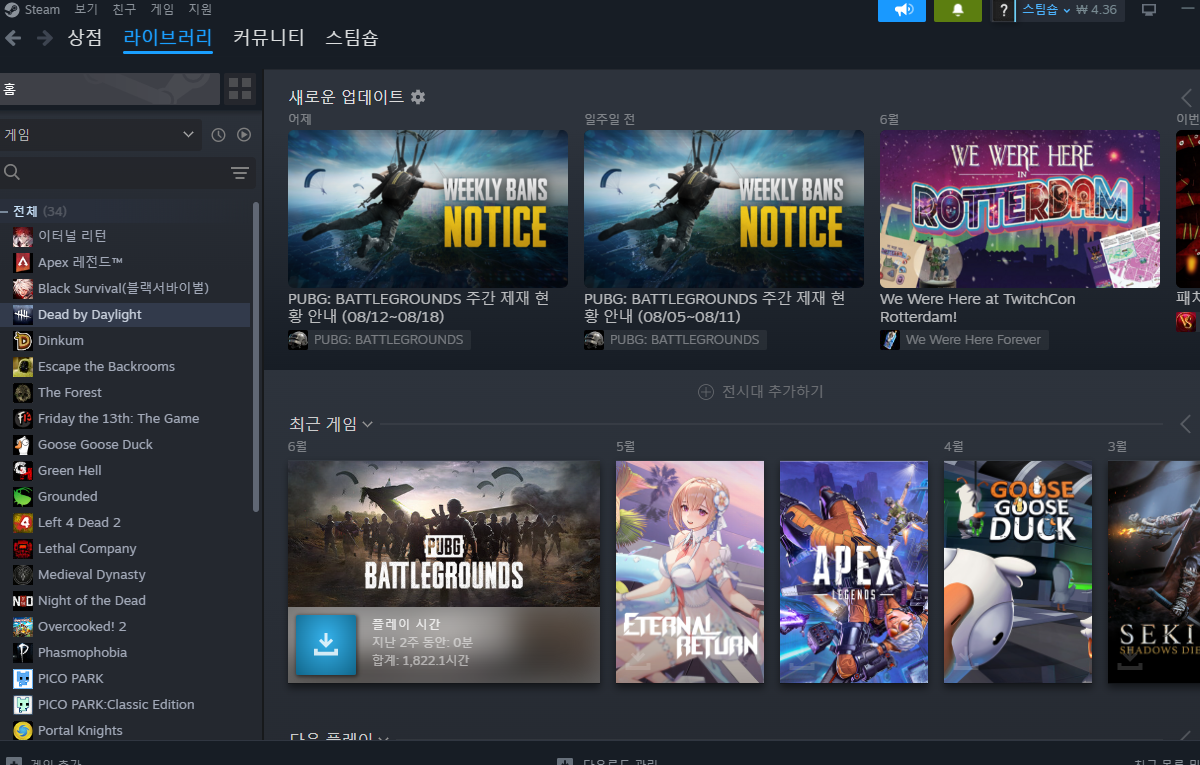 Steam 보기 친구 게임 지원
? 스팀숍 ₩ 4.36
상점 라이브러리 커뮤니티 스팀숍
홈
게임
전체 (34)
이터널 리턴
Apex 레전드™
Black Survival(블랙서바이벌)
Dead by Daylight
Dinkum
Escape the Backrooms
The Forest
Friday the 13th: The Game
Goose Goose Duck
Green Hell
Grounded
Left 4 Dead 2
Lethal Company
Medieval Dynasty
Night of the Dead
Overcooked! 2
Phasmophobia
PICO PARK
PICO PARK:Classic Edition
Portal Knights
새로운 업데이트
어제
WEEKLY BANS
NOTICE
PUBG: BATTLEGROUNDS 주간 제재 현
황 안내 (08/12~08/18)
PUBG: BATTLEGROUNDS
일주일 전
WEEKLY BANS
NOTICE
PUBG: BATTLEGROUNDS 주간 제재 현
황 안내 (08/05~08/11)
PUBG: BATTLEGROUNDS
6월
WE WERE HERE
IN
ROTTERDAM
We Were Here at TwitchCon
Rotterdam!
We Were Here Forever
이번
패치
전시대 추가하기
최근 게임
6월
PUBG
BATTLEGROUNDS
플레이 시간
지난 2주 동안: 0분
합계: 1,822.1시간
5월
ETERNAL
RETURN
APEX
LEGENDS
4월
GOOSE
GOOSE
DUCK
3월
SEKI
SHADOWS DIE
다음 플레이
게임 추가
다운로드 관리